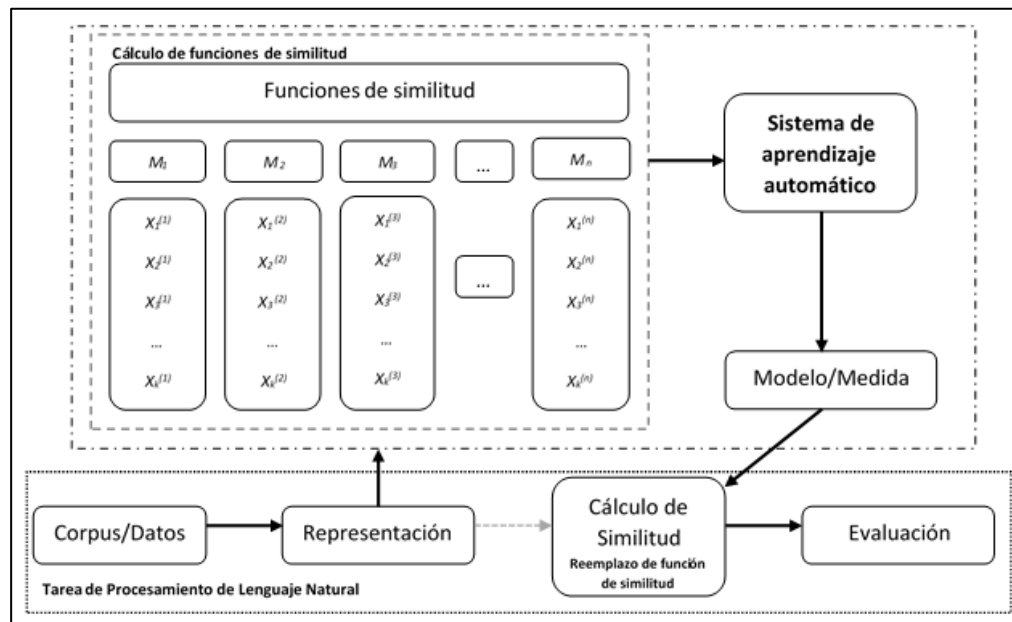 Cálculo de funciones de similitud
Funciones de similitud
M1 M2 M3 ... Mn
X1(1) X1(2) X1(3) X1(n)
X2(1) X2(2) X2(3) X2(n)
X3(1) X3(2) X3(3) ... X3(n)
... ... ... ...
Xk(1) Xk(2) Xk(3) Xk(n)
Sistema de
aprendizaje
automático
Modelo/Medida
Corpus/Datos
Representación
Cálculo de
Similitud
Reemplazo de función
de similitud
Evaluación
Tarea de Procesamiento de Lenguaje Natural